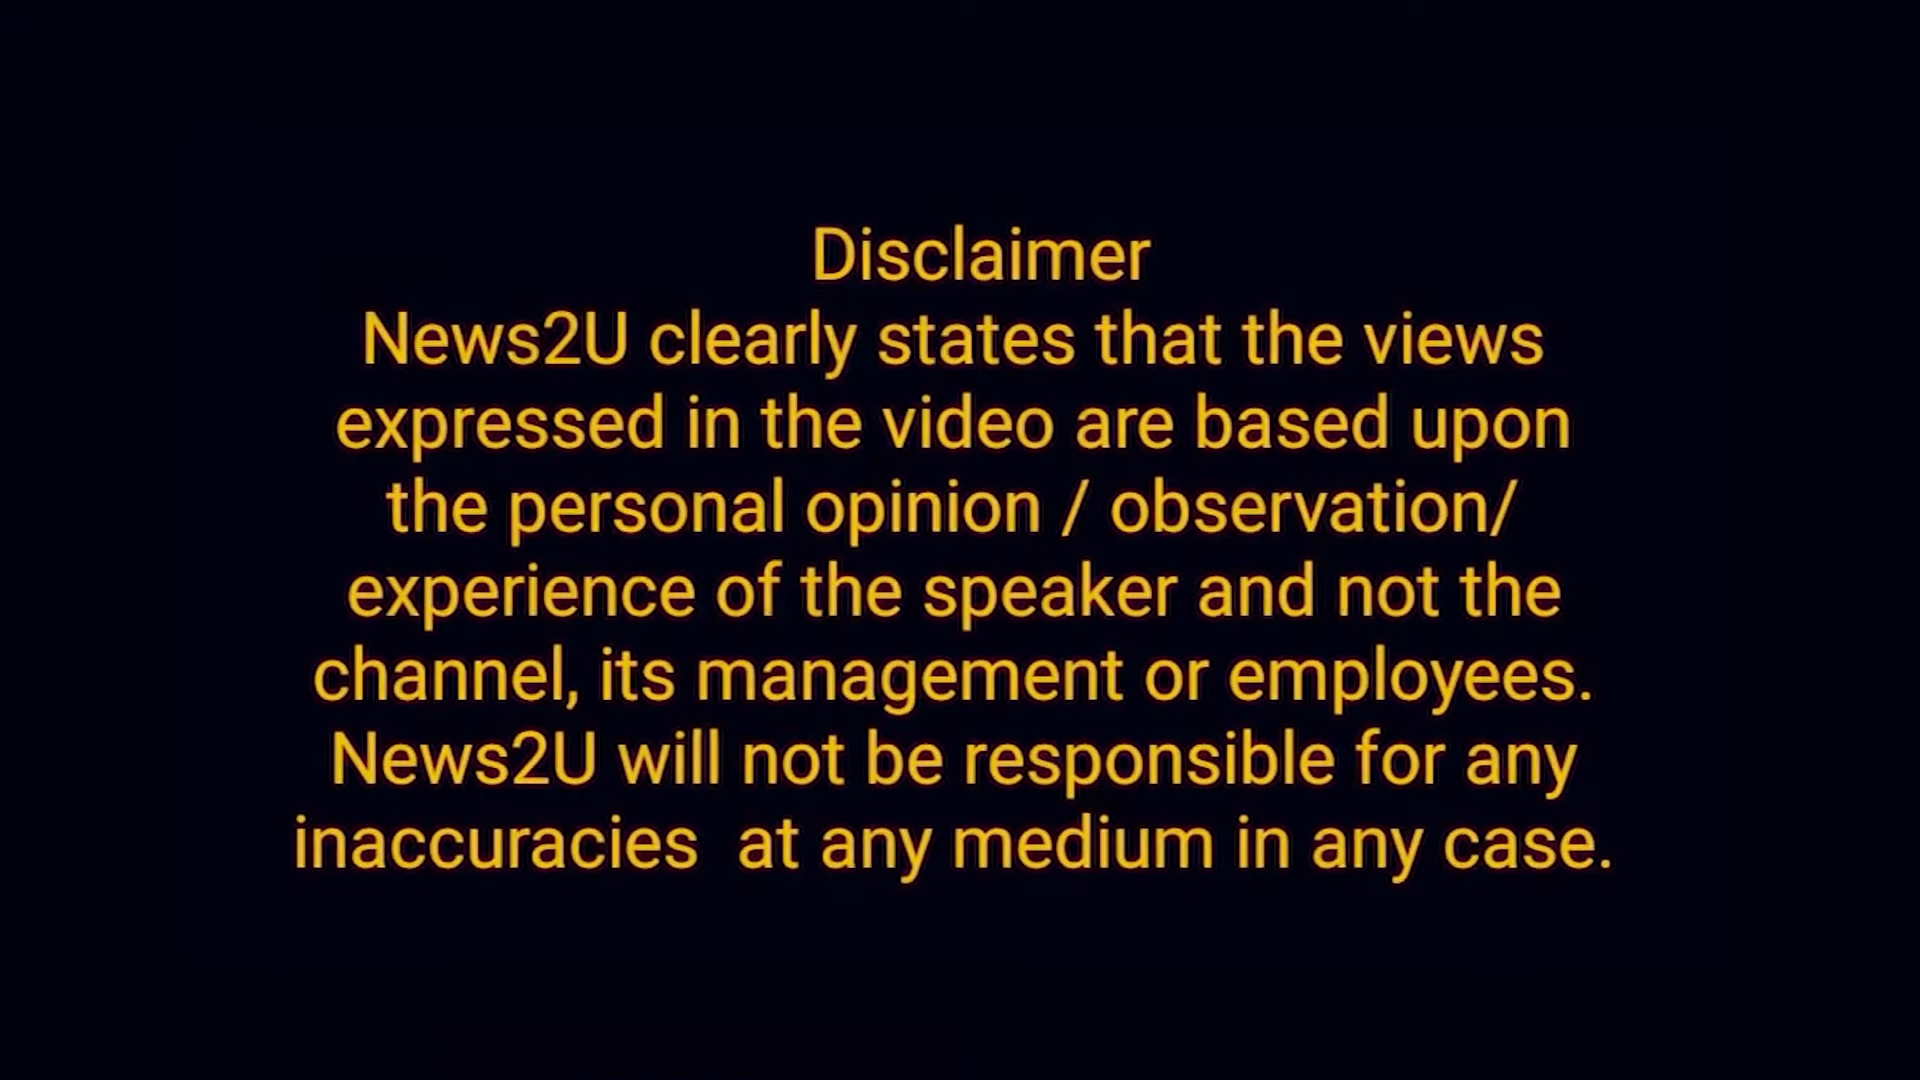 Disclaimer
News2U clearly states that the views
expressed in the video are based upon
the personal opinion / observation/
experience of the speaker and not the
channel, its management or employees.
News2U will not be responsible for any
inaccuracies  at any medium in any case.